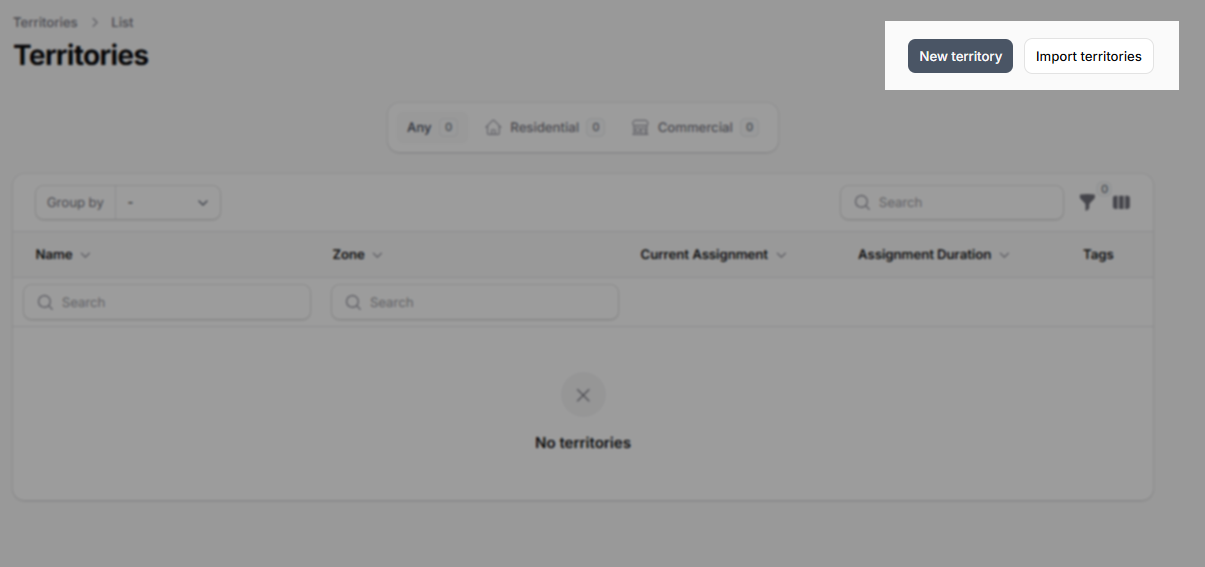 Territories > List
Territories
New territory Import territories
Any 0 Residential 0 Commercial 0
Group by - Search 0
Name Zone Current Assignment Assignment Duration Tags
Search Search
No territories